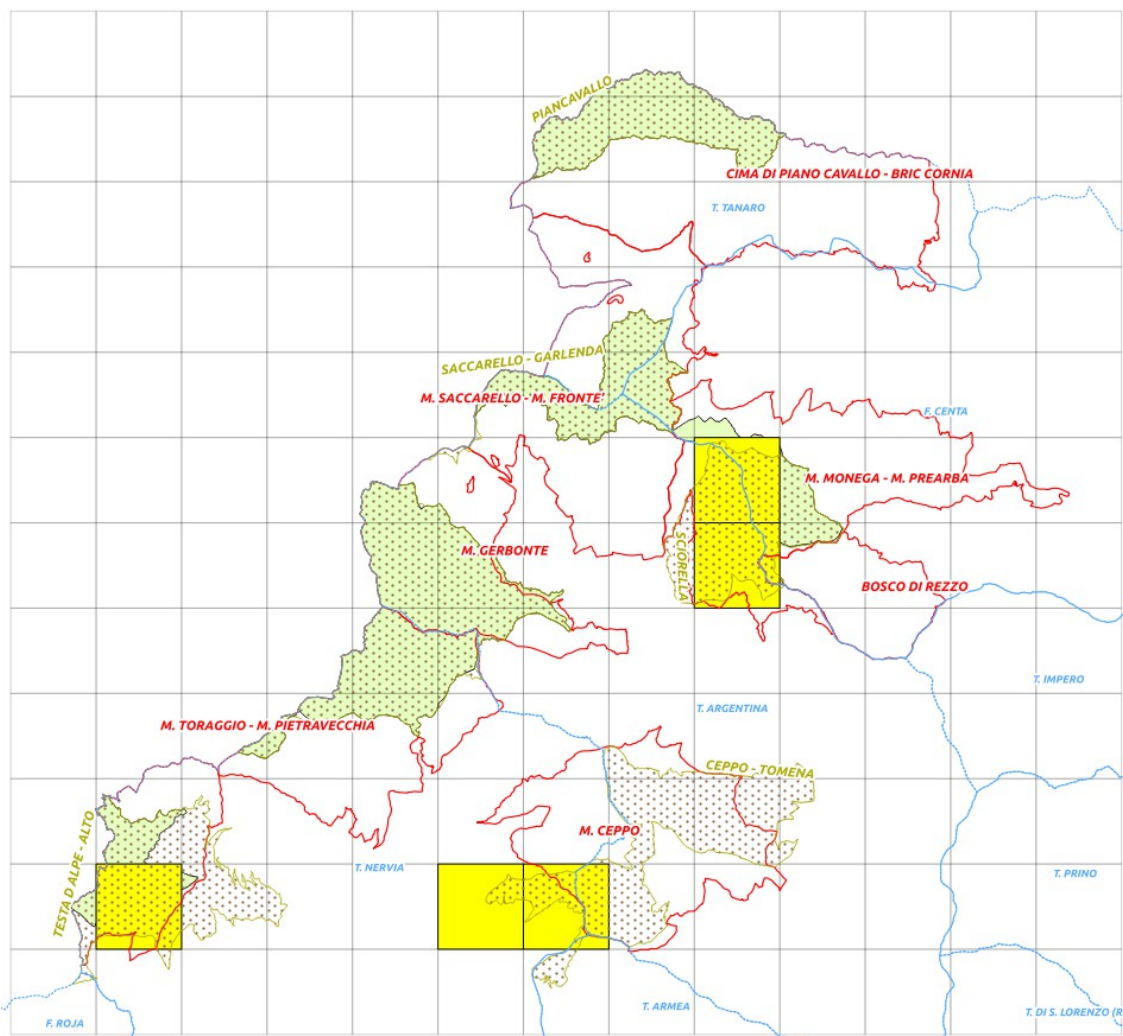 PIANCAVALLO
CIMA DI PIANO CAVALLO - BRIC CORNIA
T. TANARO
SACCARELLO - GARLENDA
M. SACCARELLO - M. FRONTE'
F. CENTA
M. MONEGA - M. PREARBA
M. GERBONTE
SCIORELLA
BOSCO DI REZZO
T. IMPERO
T. ARGENTINA
M. TORAGGIO - M. PIETRAVECCHIA
CEPPO - TOMENA
M. CEPPO
TESTA D ALPE - ALTO
T. NERVIA
T. PRINO
T. ARMEA
T. DI S. LORENZO (R
F. ROJA